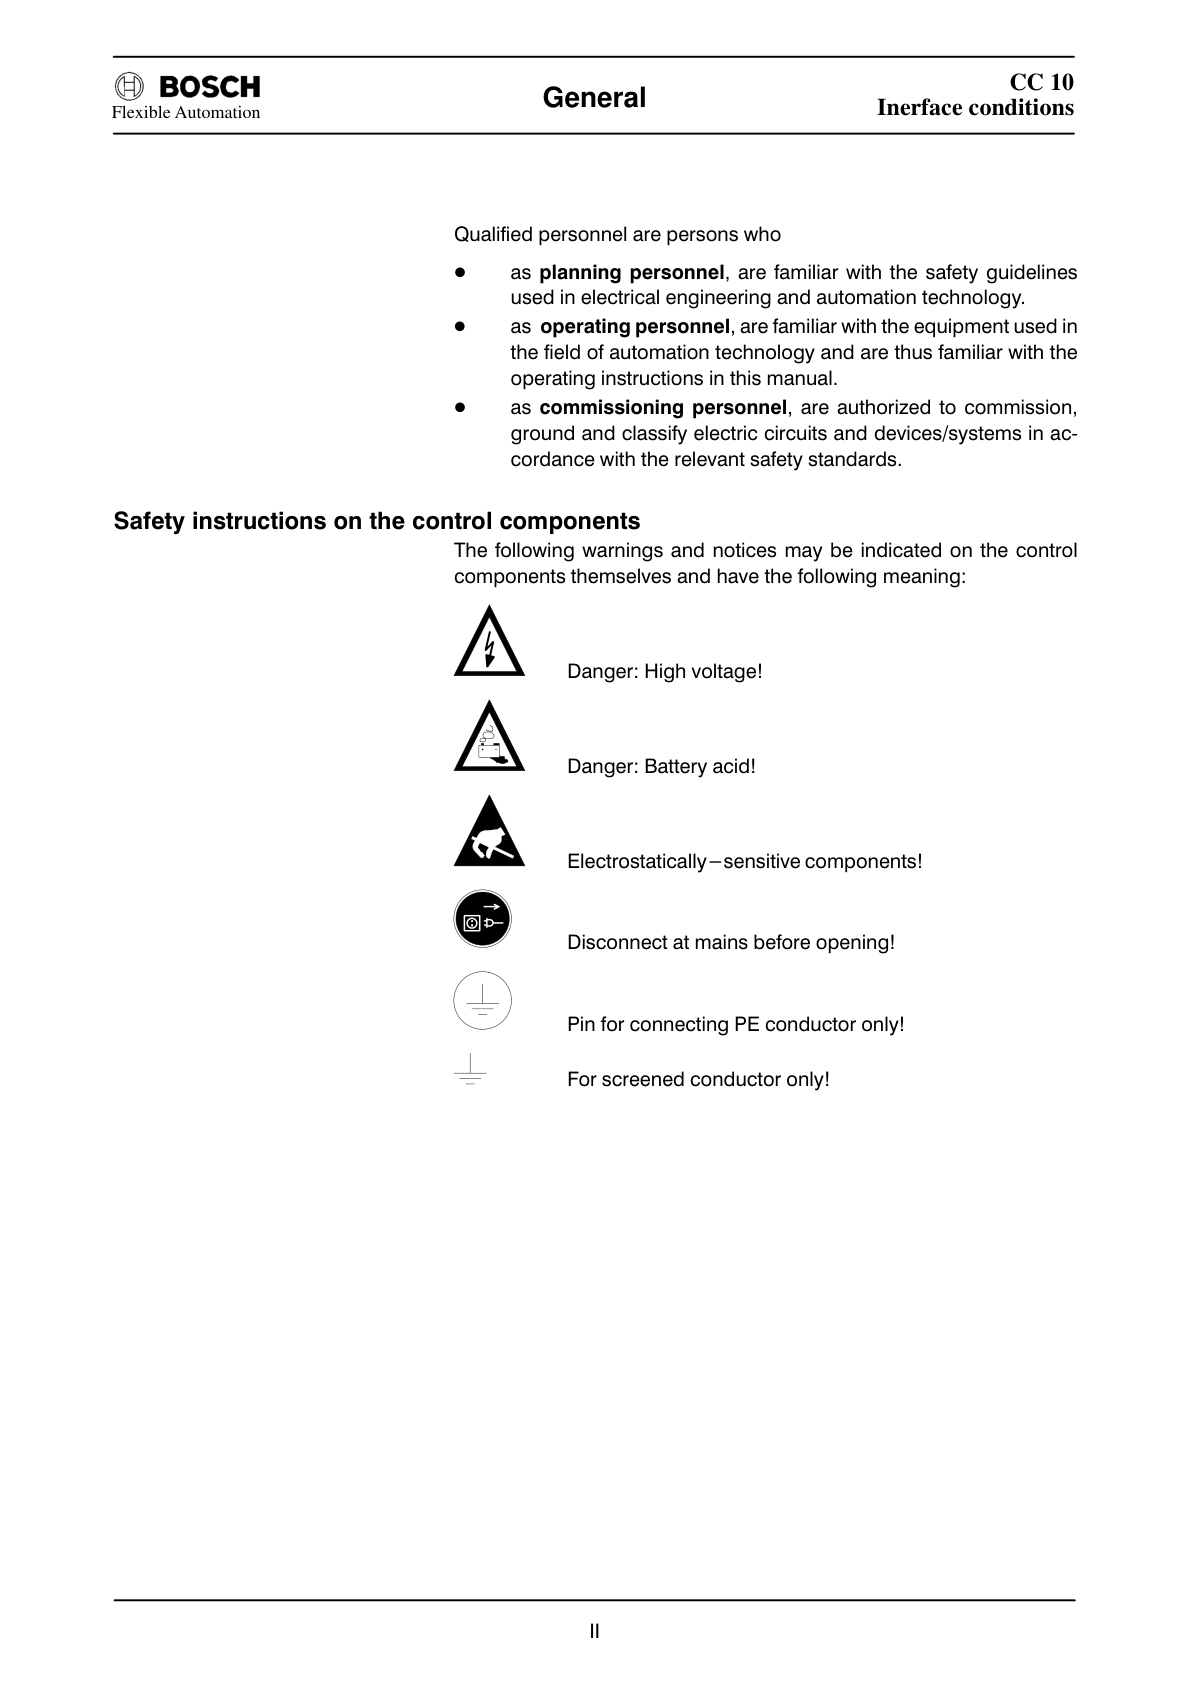 BOSCH
Flexible Automation
General
CC 10
Inerface conditions
Qualified personnel are persons who
● as planning personnel, are familiar with the safety guidelines
used in electrical engineering and automation technology.
● as operating personnel, are familiar with the equipment used in
the field of automation technology and are thus familiar with the
operating instructions in this manual.
● as commissioning personnel, are authorized to commission,
ground and classify electric circuits and devices/systems in ac-
cordance with the relevant safety standards.
Safety instructions on the control components
The following warnings and notices may be indicated on the control
components themselves and have the following meaning:
Danger: High voltage!
Danger: Battery acid!
Electrostatically−sensitive components!
Disconnect at mains before opening!
Pin for connecting PE conductor only!
For screened conductor only!
II